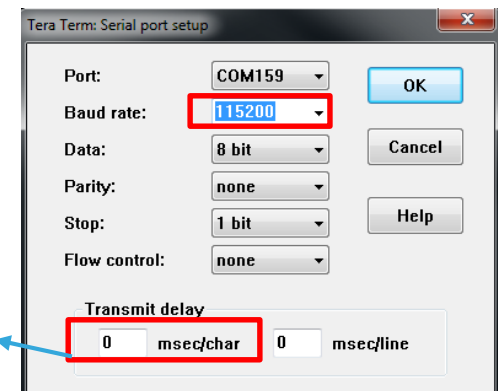 Tera Term: Serial port setup
Port: COM159
OK
Baud rate: 115200
Data: 8 bit
Cancel
Parity: none
Stop: 1 bit
Help
Flow control: none
Transmit delay
0 msec/char 0 msec/line